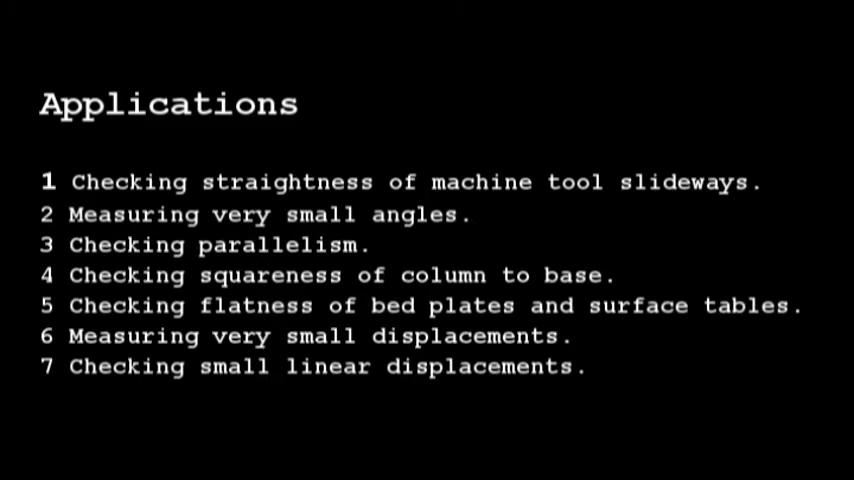 Applications
1 Checking straightness of machine tool slideways.
2 Measuring very small angles.
3 Checking parallelism.
4 Checking squareness of column to base.
5 Checking flatness of bed plates and surface tables.
6 Measuring very small displacements.
7 Checking small linear displacements.